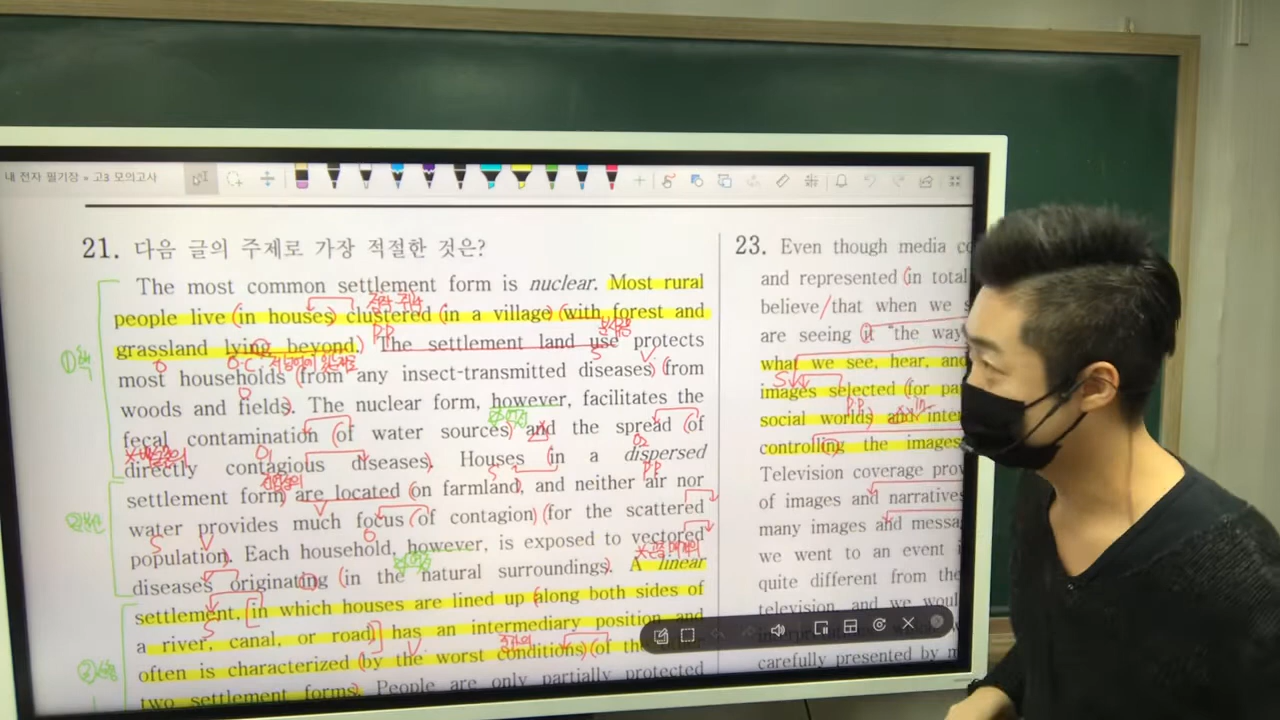 내 전자 필기장 » 고3 모의고사
21. 다음 글의 주제로 가장 적절한 것은?
The most common settlement form is nuclear. Most rural
people live (in houses) clustered (in a village) (with forest and
grassland lying beyond.) The settlement land use protects
most households (from any insect-transmitted diseases) (from
woods and fields). The nuclear form, however, facilitates the
fecal contamination (of water sources) and the spread (of
directly contagious diseases). Houses (in a dispersed
settlement form) are located (on farmland), and neither air nor
water provides much focus (of contagion) (for the scattered
population). Each household, however, is exposed to vectored
diseases originating (in the natural surroundings). A linear
settlement, [in which houses are lined up (along both sides of
a river, canal, or road)] has an intermediary position and
often is characterized (by the worst conditions) (of the other
two settlement forms). People are only partially protected
23. Even though media
and represented (in total
believe/that when we s
are seeing it "the way
what we see, hear, and
images selected (for pa
social worlds) and inter
controlling the images
Television coverage prov
of images and narratives
many images and messa
we went to an event
quite different from the
television, and we woul
carefully presented by m